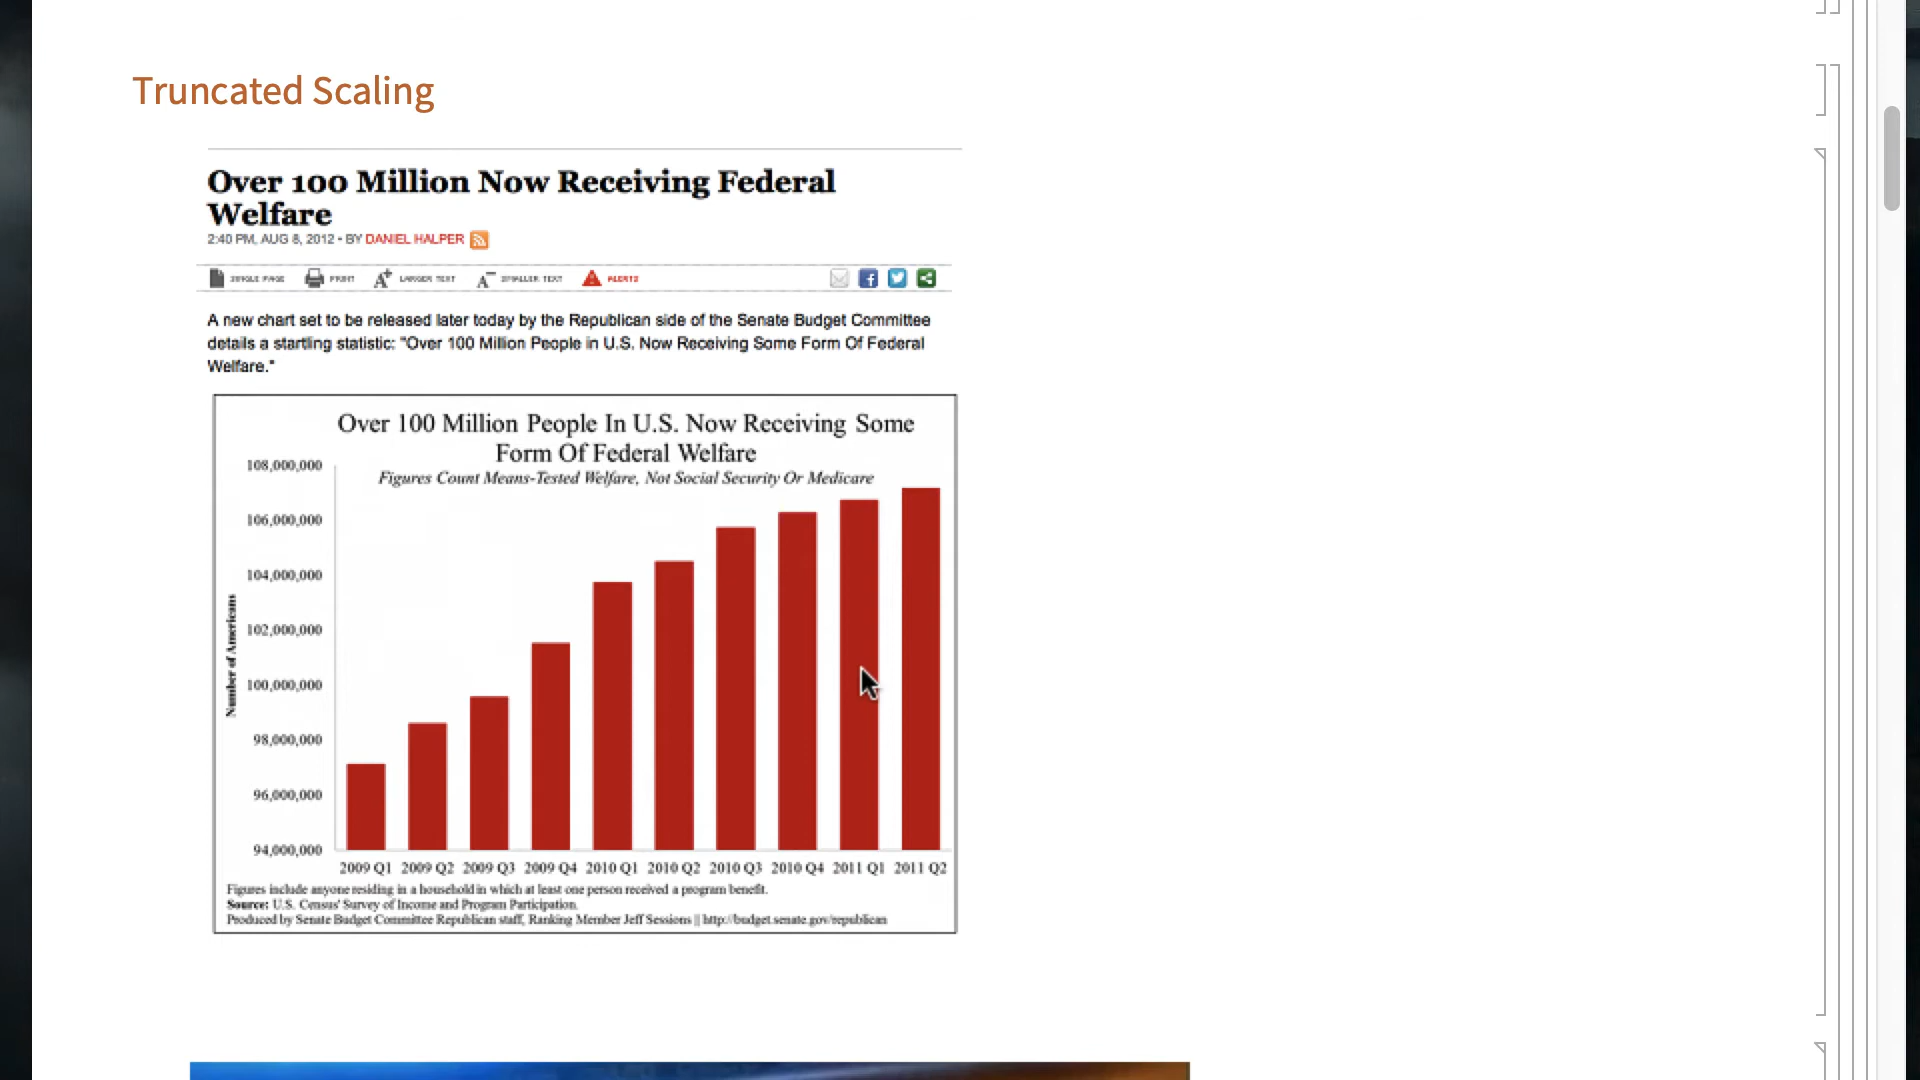 Truncated Scaling
Over 100 Million Now Receiving Federal
Welfare
2:40 PM, AUG 8, 2012 • BY DANIEL HALPER
SINGLE PAGE PRINT LARGER TEXT SMALLER TEXT ALERTS
A new chart set to be released later today by the Republican side of the Senate Budget Committee
details a startling statistic: "Over 100 Million People in U.S. Now Receiving Some Form Of Federal
Welfare."
Over 100 Million People In U.S. Now Receiving Some
Form Of Federal Welfare
Figures Count Means-Tested Welfare, Not Social Security Or Medicare
108,000,000
106,000,000
104,000,000
102,000,000
100,000,000
98,000,000
96,000,000
94,000,000
Number of Americans
2009 Q1 2009 Q2 2009 Q3 2009 Q4 2010 Q1 2010 Q2 2010 Q3 2010 Q4 2011 Q1 2011 Q2
Figures include anyone residing in a household in which at least one person received a program benefit.
Source: U.S. Census' Survey of Income and Program Participation.
Produced by Senate Budget Committee Republican staff, Ranking Member Jeff Sessions || http://budget.senate.gov/republican